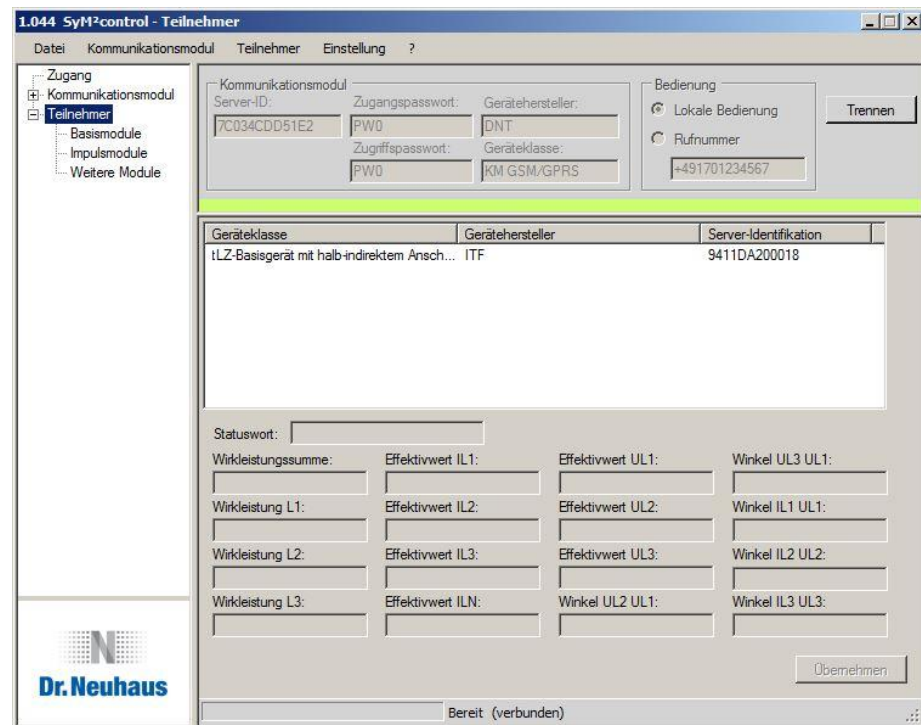 1.044 SyM²control - Teilnehmer
Datei Kommunikationsmodul Teilnehmer Einstellung ?
Zugang
Kommunikationsmodul
Teilnehmer
Basismodule
Impulsmodule
Weitere Module
Kommunikationsmodul
Server-ID: Zugangspasswort: Gerätehersteller:
7C034CDD51E2 PW0 DNT
Zugriffspasswort: Geräteklasse:
PW0 KM GSM/GPRS
Bedienung
Lokale Bedienung
Rufnummer
+491701234567
Trennen
Geräteklasse Gerätehersteller Server-Identifikation
tLZ-Basisgerät mit halb-indirektem Ansch... ITF 9411DA200018
Statuswort:
Wirkleistungssumme: Effektivwert IL1: Effektivwert UL1: Winkel UL3 UL1:
Wirkleistung L1: Effektivwert IL2: Effektivwert UL2: Winkel IL1 UL1:
Wirkleistung L2: Effektivwert IL3: Effektivwert UL3: Winkel IL2 UL2:
Wirkleistung L3: Effektivwert ILN: Winkel UL2 UL1: Winkel IL3 UL3:
Übernehmen
N
Dr.Neuhaus
Bereit (verbunden)